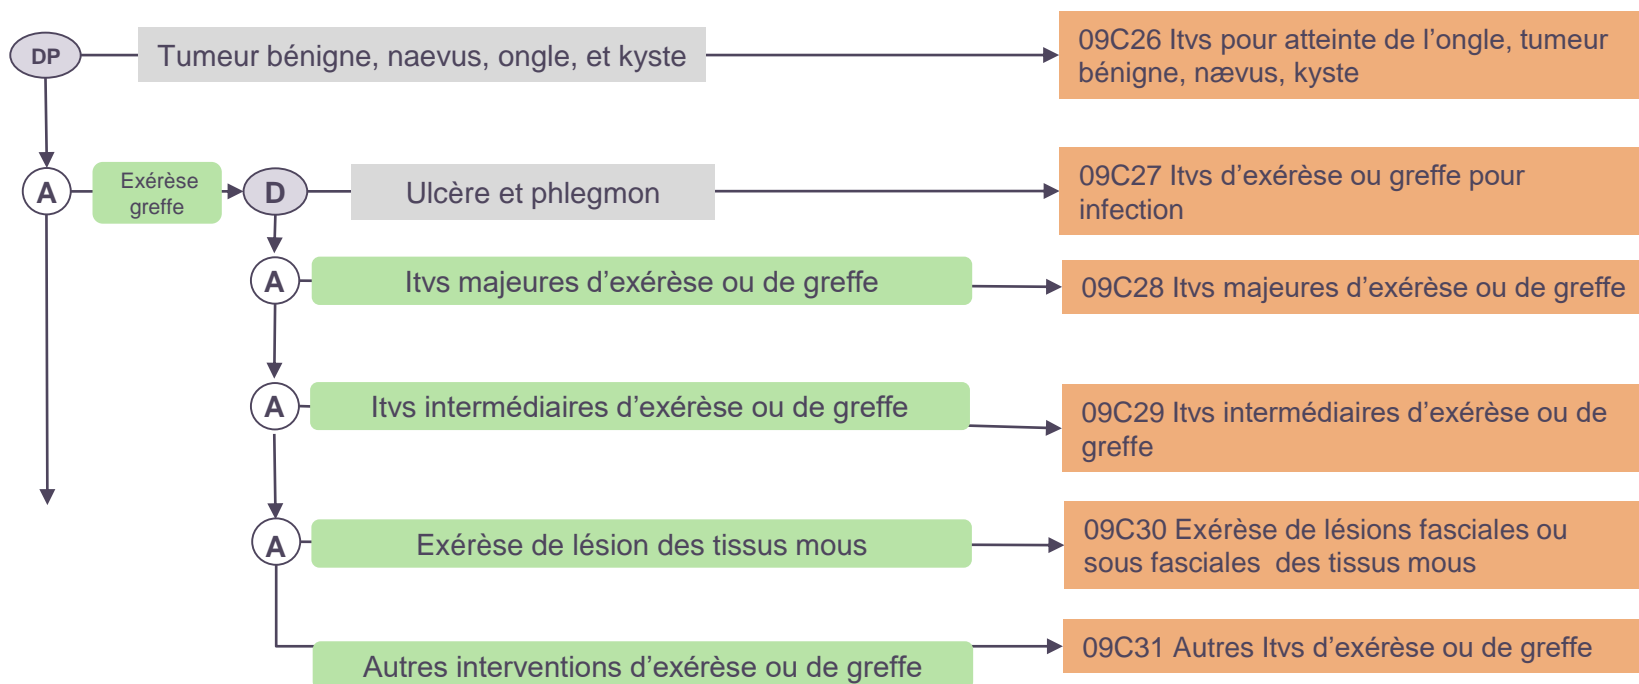 DP
Tumeur bénigne, naevus, ongle, et kyste
09C26 Itvs pour atteinte de l’ongle, tumeur
bénigne, nævus, kyste
A
Exérèse
greffe
D
Ulcère et phlegmon
09C27 Itvs d’exérèse ou greffe pour
infection
A
Itvs majeures d’exérèse ou de greffe
09C28 Itvs majeures d’exérèse ou de greffe
A
Itvs intermédiaires d’exérèse ou de greffe
09C29 Itvs intermédiaires d’exérèse ou de
greffe
A
Exérèse de lésion des tissus mous
09C30 Exérèse de lésions fasciales ou
sous fasciales  des tissus mous
Autres interventions d’exérèse ou de greffe
09C31 Autres Itvs d’exérèse ou de greffe